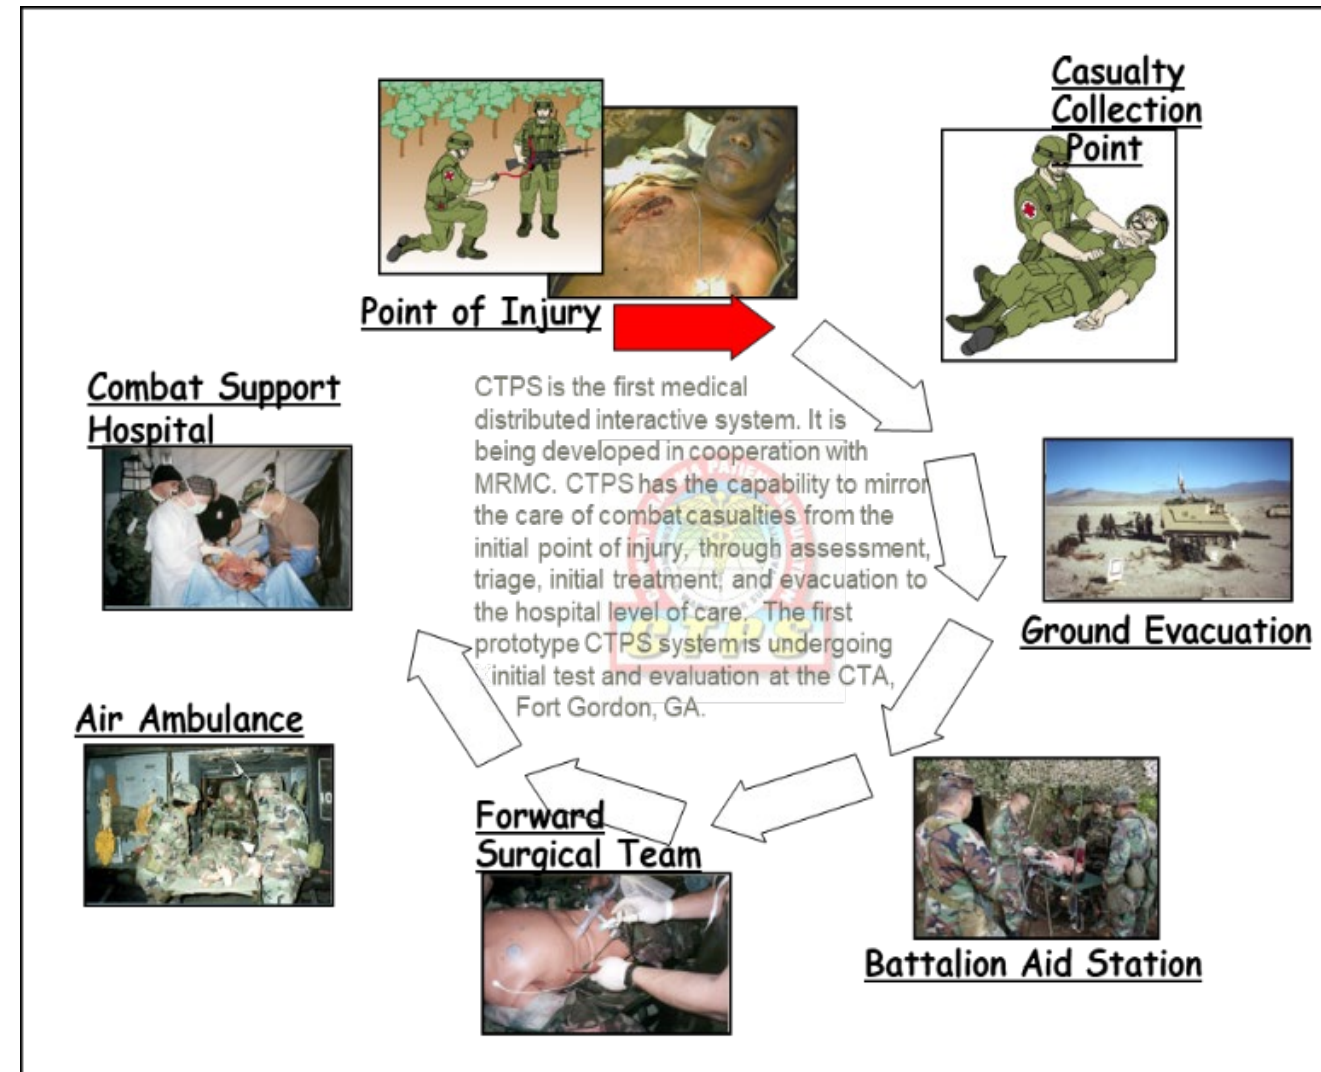 Casualty
Collection
Point
Point of Injury
Combat Support
Hospital
CTPS is the first medical
distributed interactive system. It is
being developed in cooperation with
MRMC. CTPS has the capability to mirror
the care of combat casualties from the
initial point of injury, through assessment,
triage, initial treatment, and evacuation to
the hospital level of care. The first
prototype CTPS system is undergoing
initial test and evaluation at the CTA,
Fort Gordon, GA.
Ground Evacuation
Air Ambulance
Forward
Surgical Team
Battalion Aid Station
CTPS